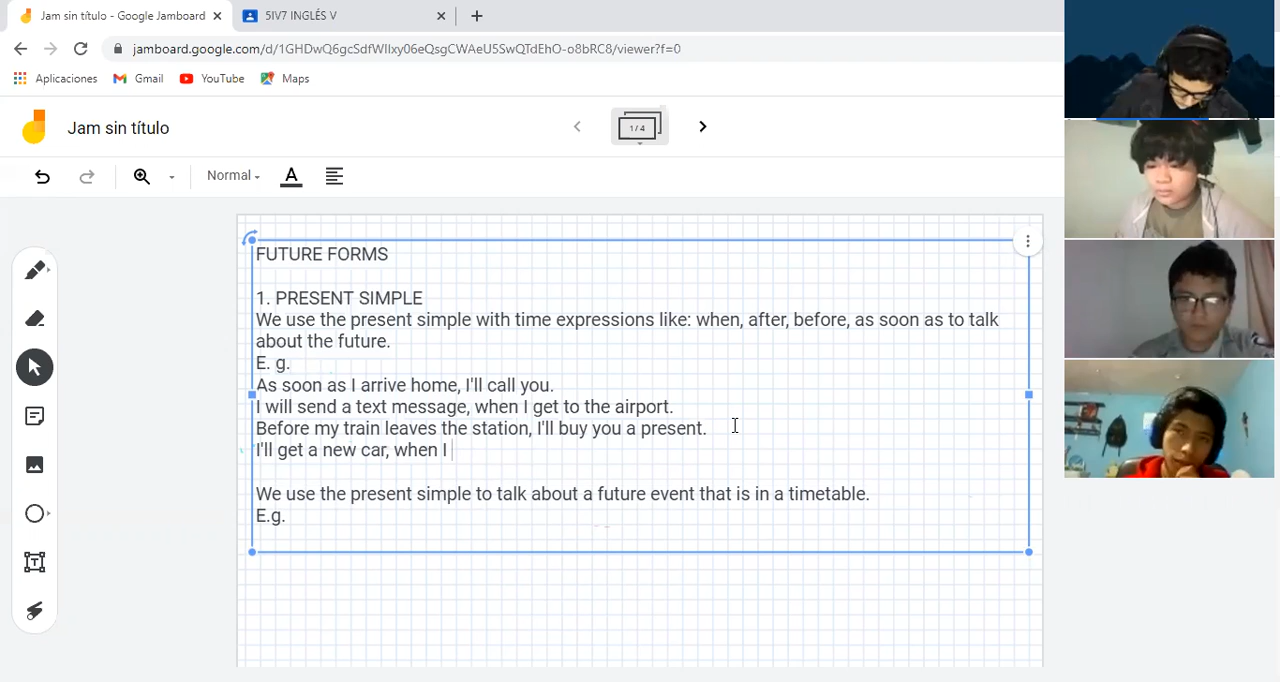 Jam sin título - Google Jamboard
5IV7 INGLÉS V
jamboard.google.com/d/1GHDwQ6gcSdfWIlxy06eQsgCWAeU5SwQTdEhO-o8bRC8/viewer?f=0
Aplicaciones
Gmail
YouTube
Maps
Jam sin título
1 / 4
Normal
FUTURE FORMS
1. PRESENT SIMPLE
We use the present simple with time expressions like: when, after, before, as soon as to talk
about the future.
E. g.
As soon as I arrive home, I'll call you.
I will send a text message, when I get to the airport.
Before my train leaves the station, I'll buy you a present.
I'll get a new car, when I
We use the present simple to talk about a future event that is in a timetable.
E.g.